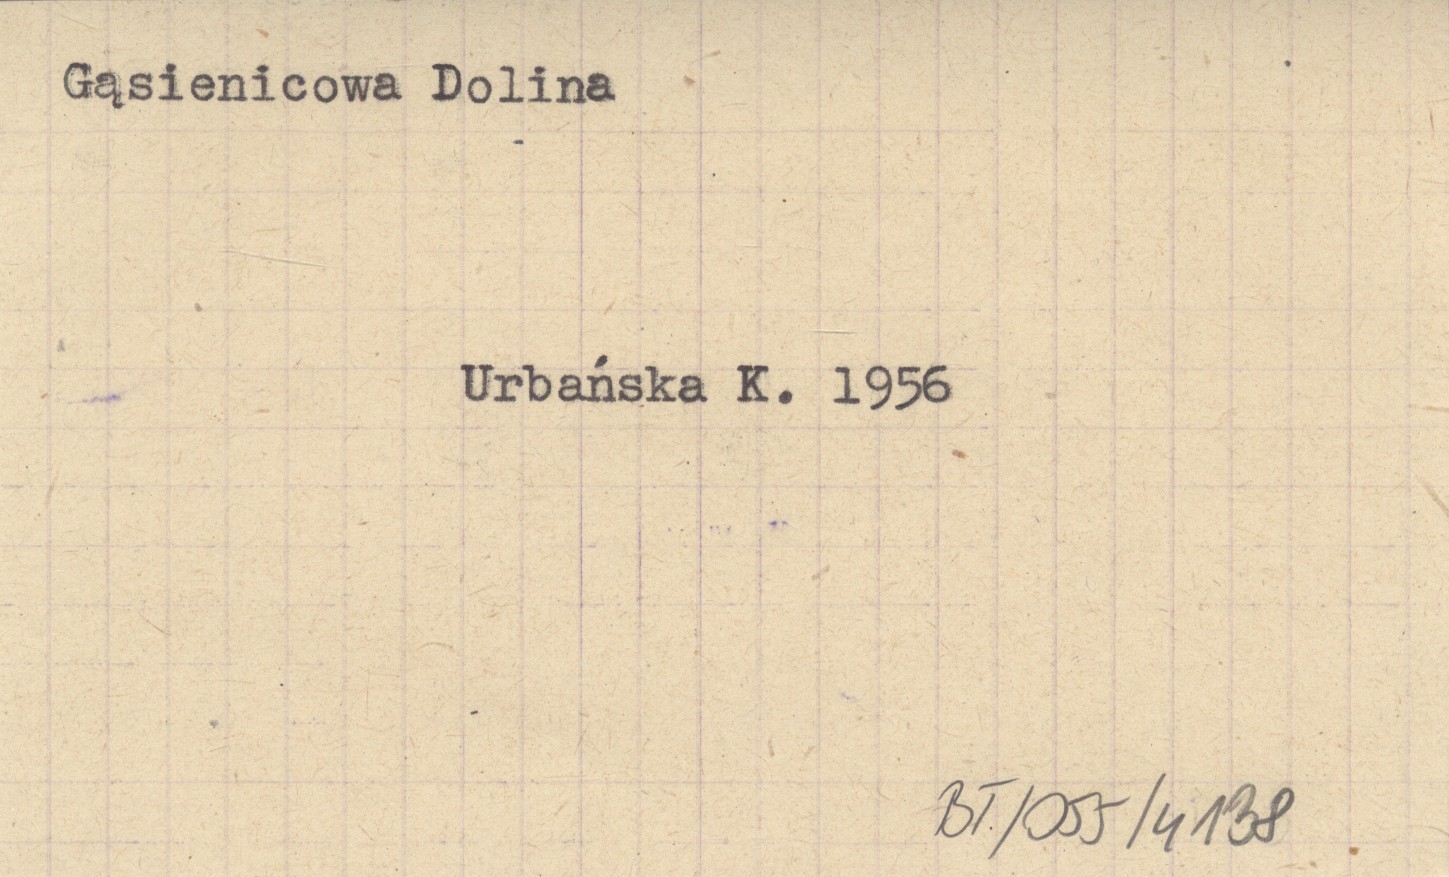 Gąsienicowa Dolina
Urbańska K. 1956
BT./055/4138